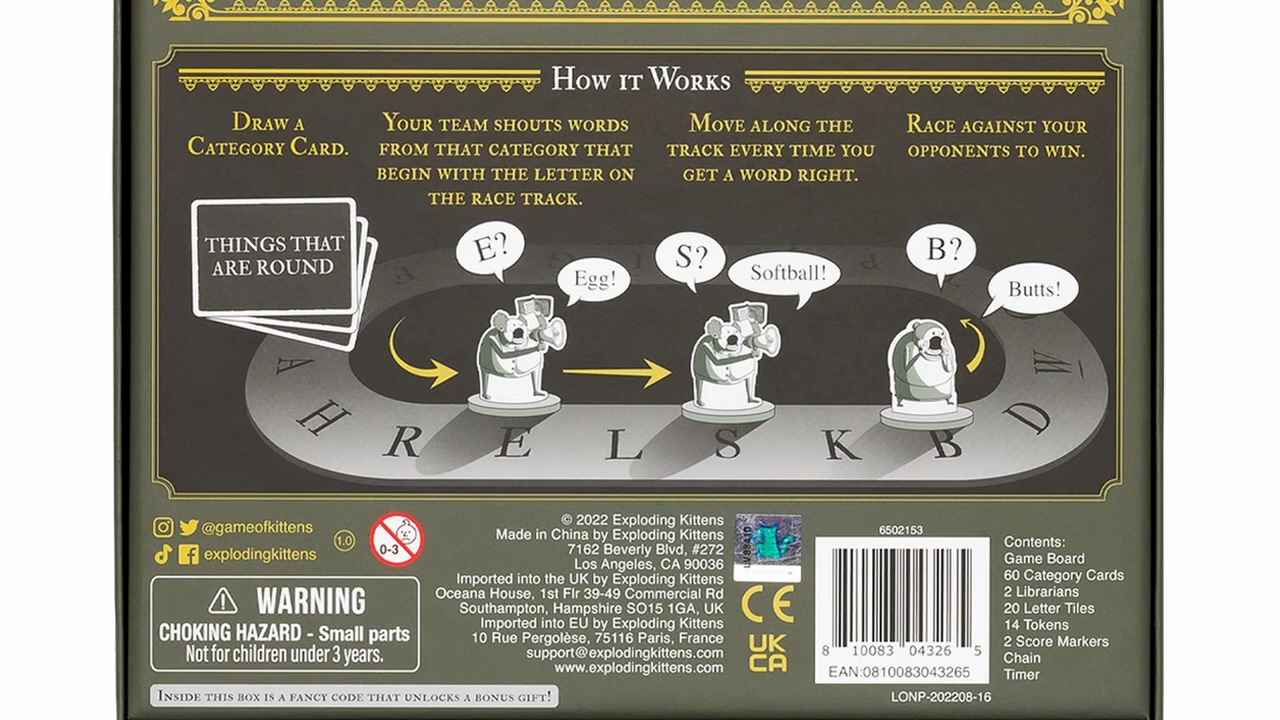 How it Works
Draw a
Category Card.
Your team shouts words
from that category that
begin with the letter on
the race track.
Move along the
track every time you
get a word right.
Race against your
opponents to win.
THINGS THAT
ARE ROUND
E?
Egg!
S?
Softball!
B?
Butts!
A H R E L S K B D W
@gameofkittens
explodingkittens
1.0
0-3
WARNING
CHOKING HAZARD - Small parts
Not for children under 3 years.
Inside this box is a fancy code that unlocks a bonus gift!
© 2022 Exploding Kittens
Made in China by Exploding Kittens
7162 Beverly Blvd, #272
Los Angeles, CA 90036
Imported into the UK by Exploding Kittens
Oceana House, 1st Flr 39-49 Commercial Rd
Southampton, Hampshire SO15 1GA, UK
Imported into EU by Exploding Kittens
10 Rue Pergolèse, 75116 Paris, France
support@explodingkittens.com
www.explodingkittens.com
CE
UK
CA
6502153
8 10083 04326 5
EAN:0810083043265
LONP-202208-16
Contents:
Game Board
60 Category Cards
2 Librarians
20 Letter Tiles
14 Tokens
2 Score Markers
Chain
Timer